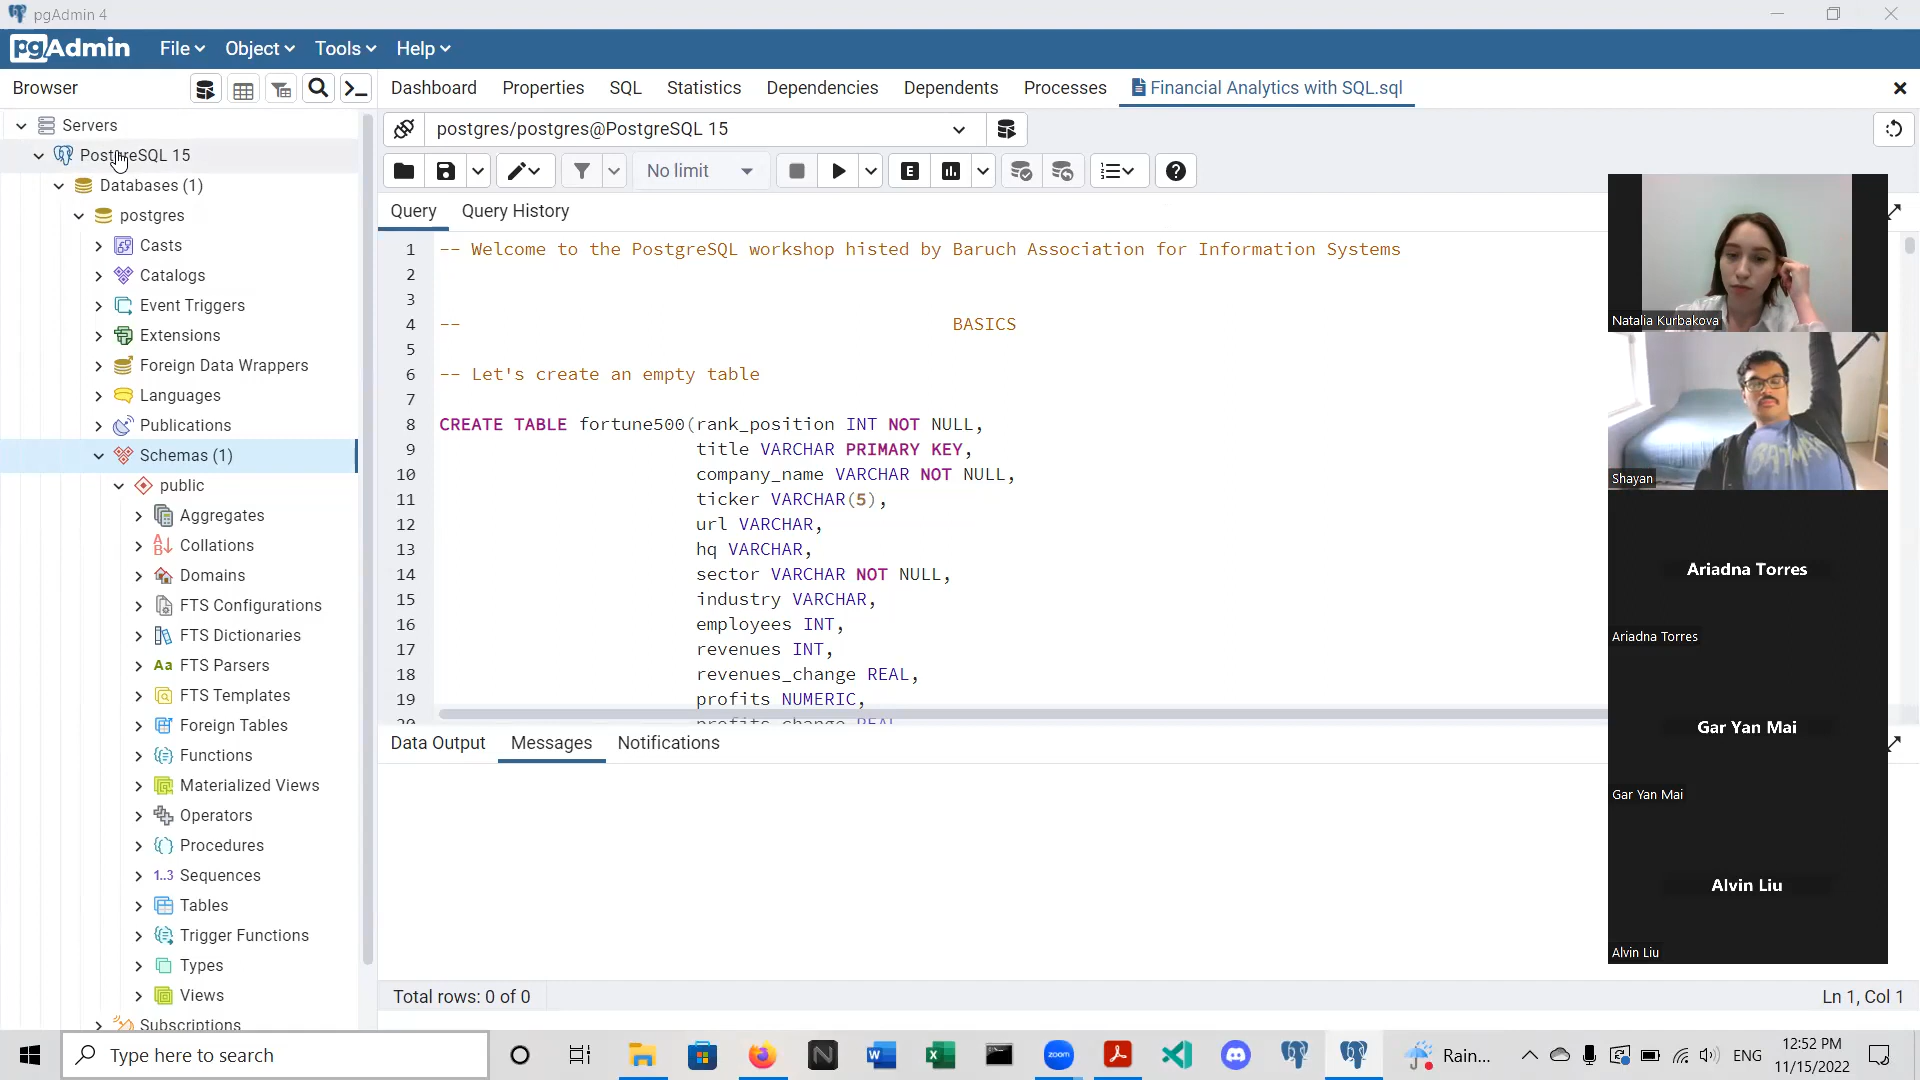 pgAdmin 4
pgAdmin
File
Object
Tools
Help
Browser
Dashboard
Properties
SQL
Statistics
Dependencies
Dependents
Processes
Financial Analytics with SQL.sql
Servers
PostgreSQL 15
Databases (1)
postgres
Casts
Catalogs
Event Triggers
Extensions
Foreign Data Wrappers
Languages
Publications
Schemas (1)
public
Aggregates
Collations
Domains
FTS Configurations
FTS Dictionaries
Aa FTS Parsers
FTS Templates
Foreign Tables
Functions
Materialized Views
Operators
Procedures
1..3 Sequences
Tables
Trigger Functions
Types
Views
Subscriptions
postgres/postgres@PostgreSQL 15
No limit
E
Query
Query History
1 -- Welcome to the PostgreSQL workshop histed by Baruch Association for Information Systems
2
3
4 -- BASICS
5
6 -- Let's create an empty table
7
8 CREATE TABLE fortune500(rank_position INT NOT NULL,
9 title VARCHAR PRIMARY KEY,
10 company_name VARCHAR NOT NULL,
11 ticker VARCHAR(5),
12 url VARCHAR,
13 hq VARCHAR,
14 sector VARCHAR NOT NULL,
15 industry VARCHAR,
16 employees INT,
17 revenues INT,
18 revenues_change REAL,
19 profits NUMERIC,
20 profits_change REAL
Data Output
Messages
Notifications
Total rows: 0 of 0
Ln 1, Col 1
Natalia Kurbakova
BATMAN
Shayan
Ariadna Torres
Ariadna Torres
Gar Yan Mai
Gar Yan Mai
Alvin Liu
Alvin Liu
Type here to search
zoom
Rain...
ENG
12:52 PM
11/15/2022